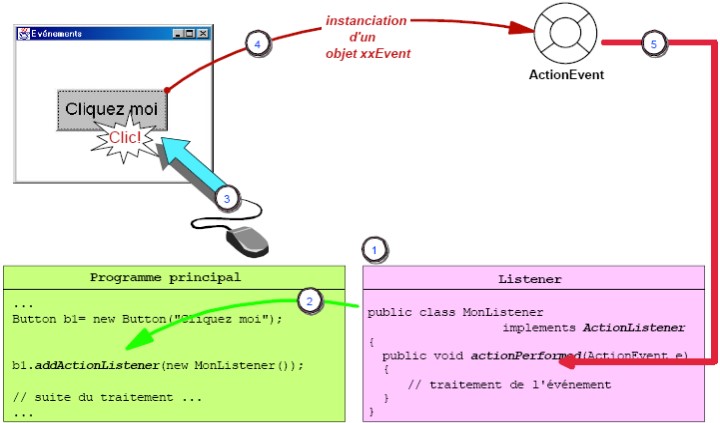 Evénements
4
instanciation
d'un
objet xxEvent
ActionEvent
5
Cliquez moi
Clic!
3
1
Programme principal
...
Button b1= new Button("Cliquez moi");
2
b1.addActionListener(new MonListener());
// suite du traitement ...
...
Listener
public class MonListener
implements ActionListener
{
public void actionPerformed(ActionEvent e)
{
// traitement de l'événement
}
}